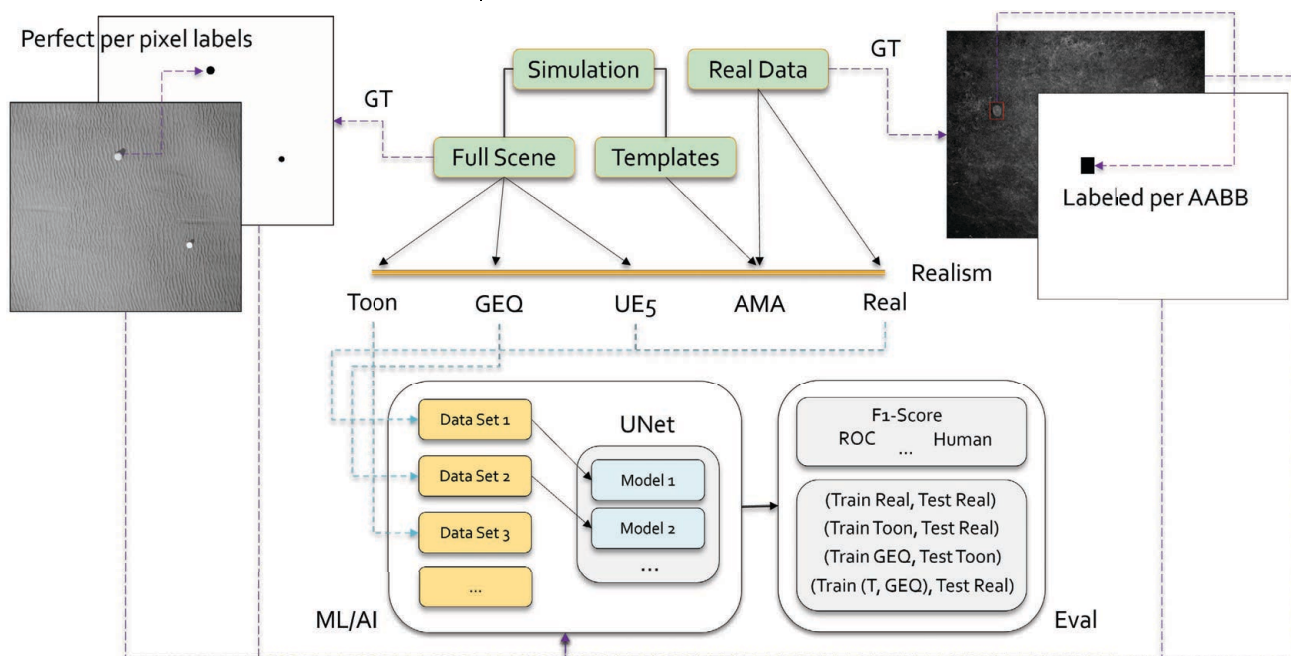 Perfect per pixel labels
GT
Simulation
Real Data
GT
Full Scene
Templates
Labeled per AABB
Realism
Toon
GEQ
UE5
AMA
Real
Data Set 1
Data Set 2
Data Set 3
...
UNet
Model 1
Model 2
...
ML/AI
F1-Score
ROC ... Human
(Train Real, Test Real)
(Train Toon, Test Real)
(Train GEQ, Test Toon)
(Train (T, GEQ), Test Real)
Eval